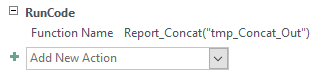 RunCode
Function Name Report_Concat("tmp_Concat_Out")
Add New Action